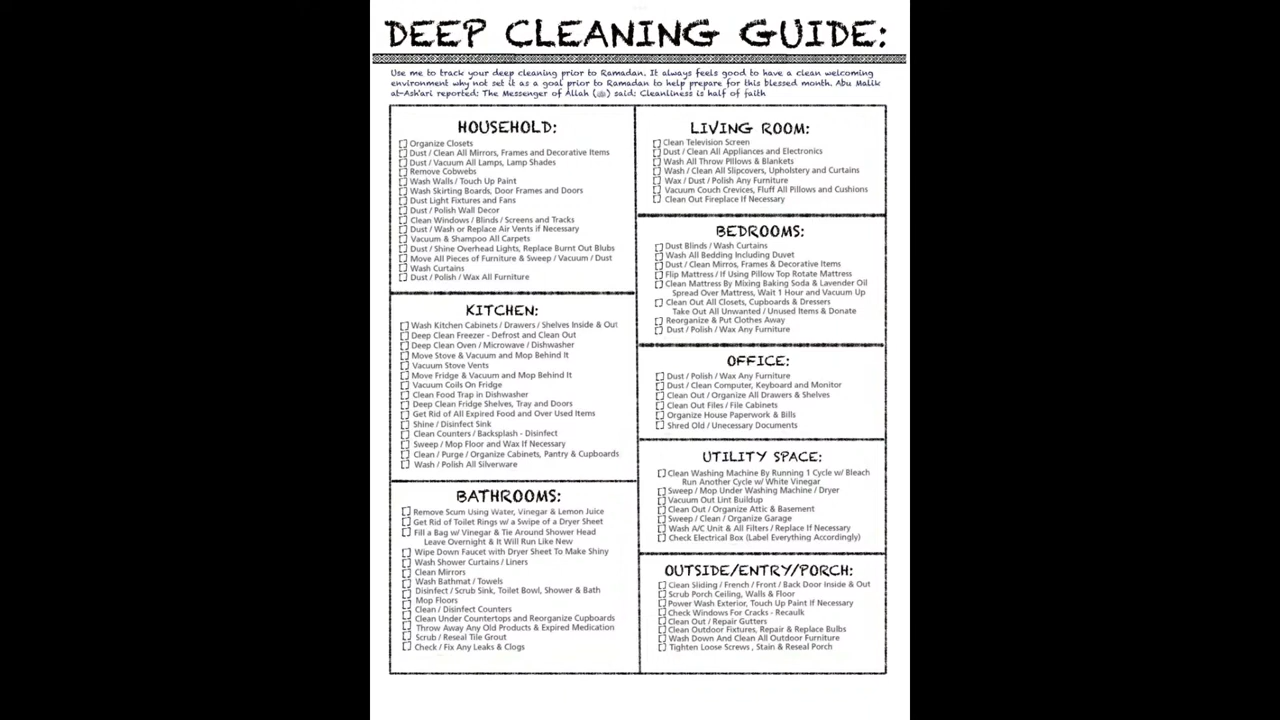 DEEP CLEANING GUIDE:
Use me to track your deep cleaning prior to Ramadan. It always feels good to have a clean welcoming
environment why not set it as a goal prior to Ramadan to help prepare for this blessed month. Abu Malik
al-Ash'ari reported: The Messenger of Allah (ﷺ) said: Cleanliness is half of faith
HOUSEHOLD:
Organize Closets
Dust / Clean All Mirrors, Frames and Decorative Items
Dust / Vacuum All Lamps, Lamp Shades
Remove Cobwebs
Wash Walls / Touch Up Paint
Wash Skirting Boards, Door Frames and Doors
Dust Light Fixtures and Fans
Dust / Polish Wall Decor
Clean Windows / Blinds / Screens and Tracks
Dust / Wash or Replace Air Vents if Necessary
Vacuum & Shampoo All Carpets
Dust / Shine Overhead Lights, Replace Burnt Out Blubs
Move All Pieces of Furniture & Sweep / Vacuum / Dust
Wash Curtains
Dust / Polish / Wax All Furniture
KITCHEN:
Wash Kitchen Cabinets / Drawers / Shelves Inside & Out
Deep Clean Freezer - Defrost and Clean Out
Deep Clean Oven / Microwave / Dishwasher
Move Stove & Vacuum and Mop Behind It
Vacuum Stove Vents
Move Fridge & Vacuum and Mop Behind It
Vacuum Coils On Fridge
Clean Food Trap in Dishwasher
Deep Clean Fridge Shelves, Tray and Doors
Get Rid of All Expired Food and Over Used Items
Shine / Disinfect Sink
Clean Counters / Backsplash - Disinfect
Sweep / Mop Floor and Wax If Necessary
Clean / Purge / Organize Cabinets, Pantry & Cupboards
Wash / Polish All Silverware
BATHROOMS:
Remove Scum Using Water, Vinegar & Lemon Juice
Get Rid of Toilet Rings w/ a Swipe of a Dryer Sheet
Fill a Bag w/ Vinegar & Tie Around Shower Head
Leave Overnight & It Will Run Like New
Wipe Down Faucet with Dryer Sheet To Make Shiny
Wash Shower Curtains / Liners
Clean Mirrors
Wash Bathmat / Towels
Disinfect / Scrub Sink, Toilet Bowl, Shower & Bath
Mop Floors
Clean / Disinfect Counters
Clean Under Countertops and Reorganize Cupboards
Throw Away Any Old Products & Expired Medication
Scrub / Reseal Tile Grout
Check / Fix Any Leaks & Clogs
LIVING ROOM:
Clean Television Screen
Dust / Clean All Appliances and Electronics
Wash All Throw Pillows & Blankets
Wash / Clean All Slipcovers, Upholstery and Curtains
Wax / Dust / Polish Any Furniture
Vacuum Couch Crevices, Fluff All Pillows and Cushions
Clean Out Fireplace If Necessary
BEDROOMS:
Dust Blinds / Wash Curtains
Wash All Bedding Including Duvet
Dust / Clean Mirros, Frames & Decorative Items
Flip Mattress / If Using Pillow Top Rotate Mattress
Clean Mattress By Mixing Baking Soda & Lavender Oil
Spread Over Mattress, Wait 1 Hour and Vacuum Up
Clean Out All Closets, Cupboards & Dressers
Take Out All Unwanted / Unused Items & Donate
Reorganize & Put Clothes Away
Dust / Polish / Wax Any Furniture
OFFICE:
Dust / Polish / Wax Any Furniture
Dust / Clean Computer, Keyboard and Monitor
Clean Out / Organize All Drawers & Shelves
Clean Out Files / File Cabinets
Organize House Paperwork & Bills
Shred Old / Unecessary Documents
UTILITY SPACE:
Clean Washing Machine By Running 1 Cycle w/ Bleach
Run Another Cycle w/ White Vinegar
Sweep / Mop Under Washing Machine / Dryer
Vacuum Out Lint Buildup
Clean Out / Organize Attic & Basement
Sweep / Clean / Organize Garage
Wash A/C Unit & All Filters / Replace If Necessary
Check Electrical Box (Label Everything Accordingly)
OUTSIDE/ENTRY/PORCH:
Clean Sliding / French / Front / Back Door Inside & Out
Scrub Porch Ceiling, Walls & Floor
Power Wash Exterior, Touch Up Paint If Necessary
Check Windows For Cracks - Recaulk
Clean Out / Repair Gutters
Clean Outdoor Fixtures, Repair & Replace Bulbs
Wash Down And Clean All Outdoor Furniture
Tighten Loose Screws , Stain & Reseal Porch